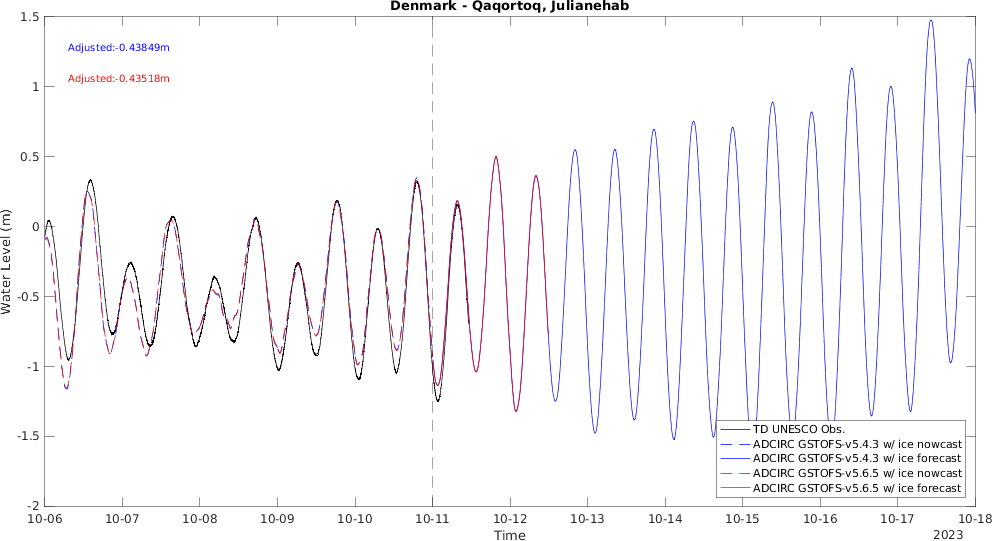 Denmark - Qaqortoq, Julianehab
Adjusted:-0.43849m
Adjusted:-0.43518m
Water Level (m)
1.5
1
0.5
0
-0.5
-1
-1.5
-2
TD UNESCO Obs.
ADCIRC GSTOFS-v5.4.3 w/ ice nowcast
ADCIRC GSTOFS-v5.4.3 w/ ice forecast
ADCIRC GSTOFS-v5.6.5 w/ ice nowcast
ADCIRC GSTOFS-v5.6.5 w/ ice forecast
10-06 10-07 10-08 10-09 10-10 10-11 10-12 10-13 10-14 10-15 10-16 10-17 10-18
Time
2023